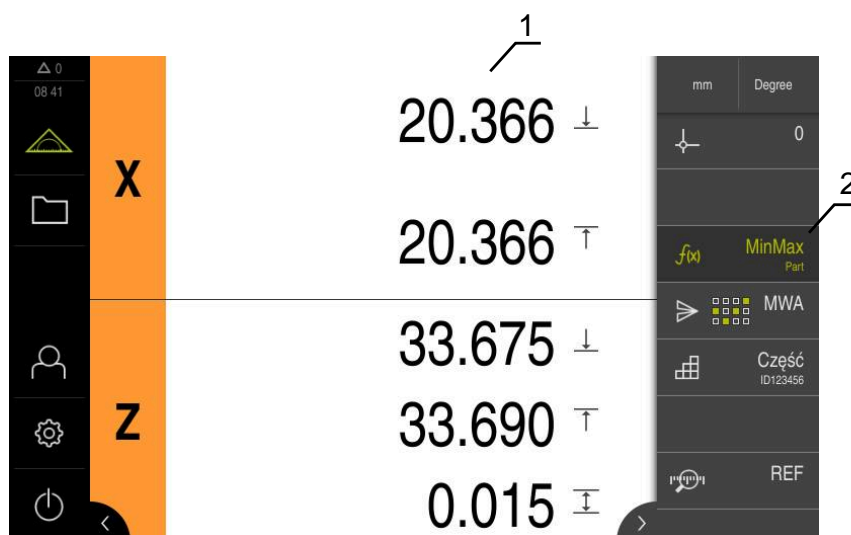 1
0
08 41
mm Degree
20.366
0
X
2
20.366
f(x) MinMax
Part
MWA
33.675
Część
ID123456
Z
33.690
REF
0.015